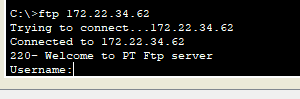 C:\>ftp 172.22.34.62
Trying to connect...172.22.34.62
Connected to 172.22.34.62
220- Welcome to PT Ftp server
Username: